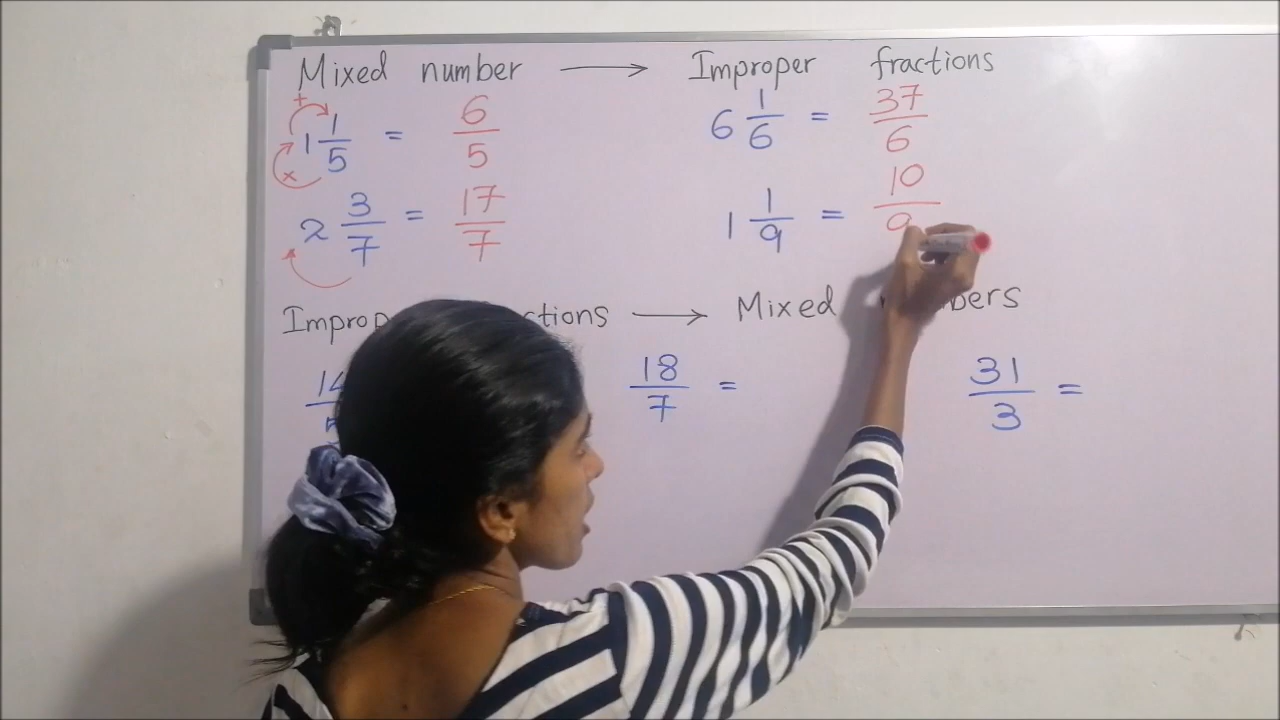 Mixed number → Improper fractions
1 1/5 = 6/5
6 1/6 = 37/6
2 3/7 = 17/7
1 1/9 = 10/9
ctions → Mixed
18/7 =
31/3 =